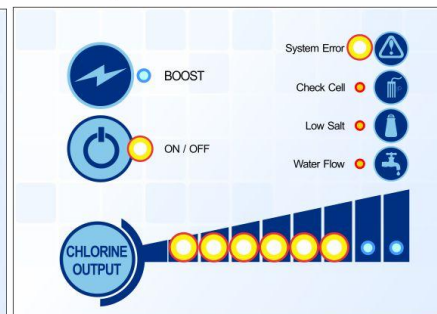 BOOST
ON / OFF
System Error
Check Cell
Low Salt
Water Flow
CHLORINE
OUTPUT